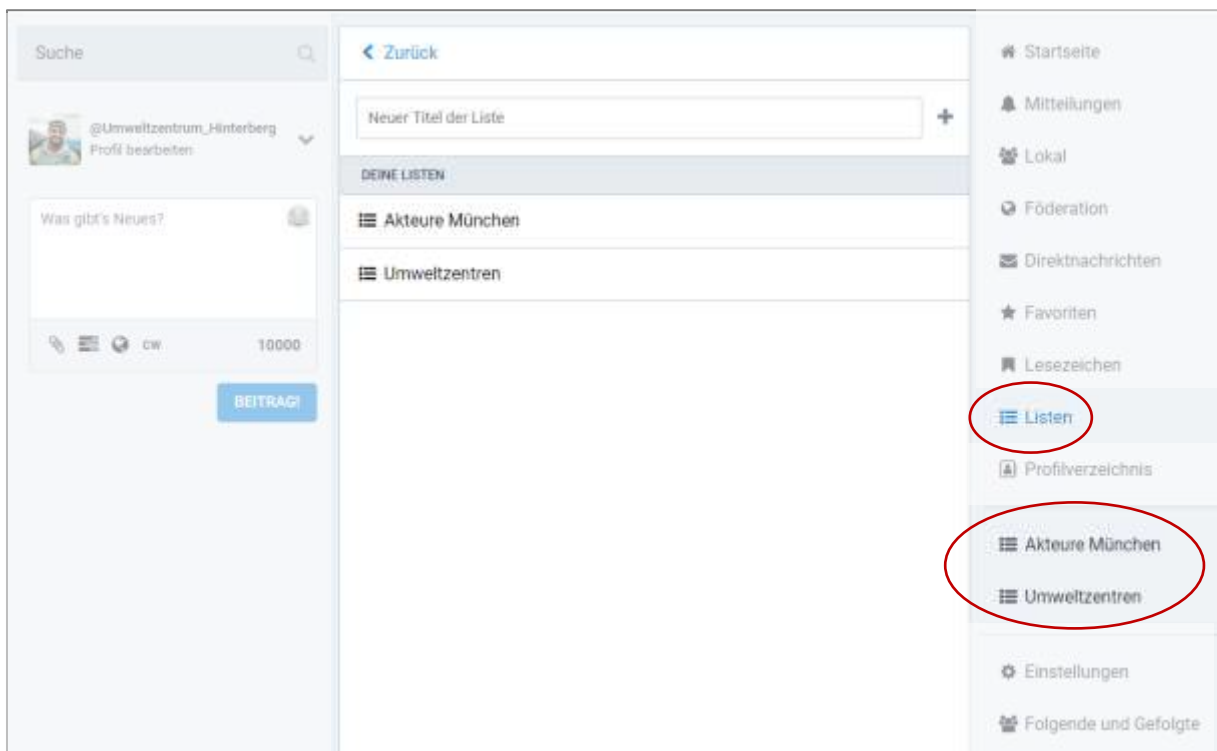 Suche
@Umweltzentrum_Hinterberg
Profil bearbeiten
Was gibt's Neues?
CW
10000
BEITRAG!
Zurück
Neuer Titel der Liste
DEINE LISTEN
Akteure München
Umweltzentren
Startseite
Mitteilungen
Lokal
Föderation
Direktnachrichten
Favoriten
Lesezeichen
Listen
Profilverzeichnis
Akteure München
Umweltzentren
Einstellungen
Folgende und Gefolgte